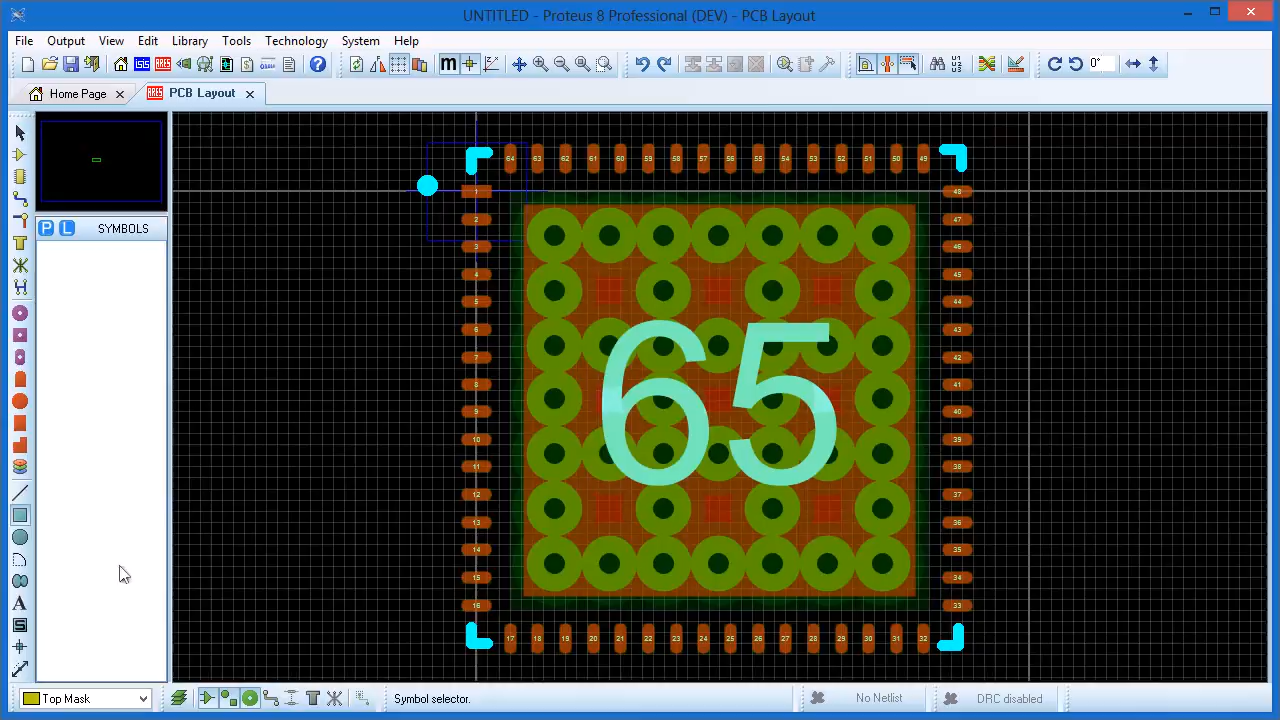 UNTITLED - Proteus 8 Professional (DEV) - PCB Layout
File Output View Edit Library Tools Technology System Help
ISIS ARES $ ? m 0°
Home Page ARES PCB Layout
64 63 62 61 60 59 58 57 56 55 54 53 52 51 50 49
1 48
P L SYMBOLS
2 47
3 46
4 45
5 44
6 43
7 42
8 41
65
9 40
10 39
11 38
12 37
13 36
14 35
15 34
A
16 33
S
17 18 19 20 21 22 23 24 25 26 27 28 29 30 31 32
Top Mask Symbol selector. No Netlist DRC disabled